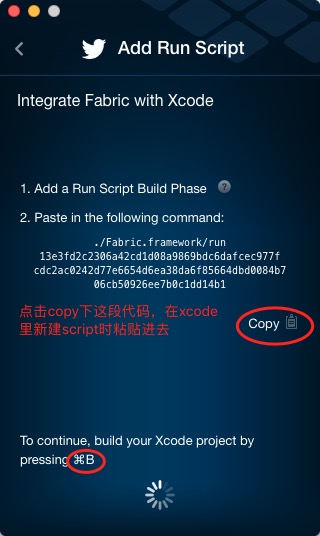 Add Run Script
Integrate Fabric with Xcode
1. Add a Run Script Build Phase ?
2. Paste in the following command:
./Fabric.framework/run
13e3fd2c2306a42cd1d08a9869bdc6dafcec977f
cdc2ac0242d77e6654d6ea38da6f85664dbd0084b7
06cb50926ee7b0c1dd14b1
点击copy下这段代码，在xcode
里新建script时粘贴进去
Copy
To continue, build your Xcode project by
pressing ⌘B